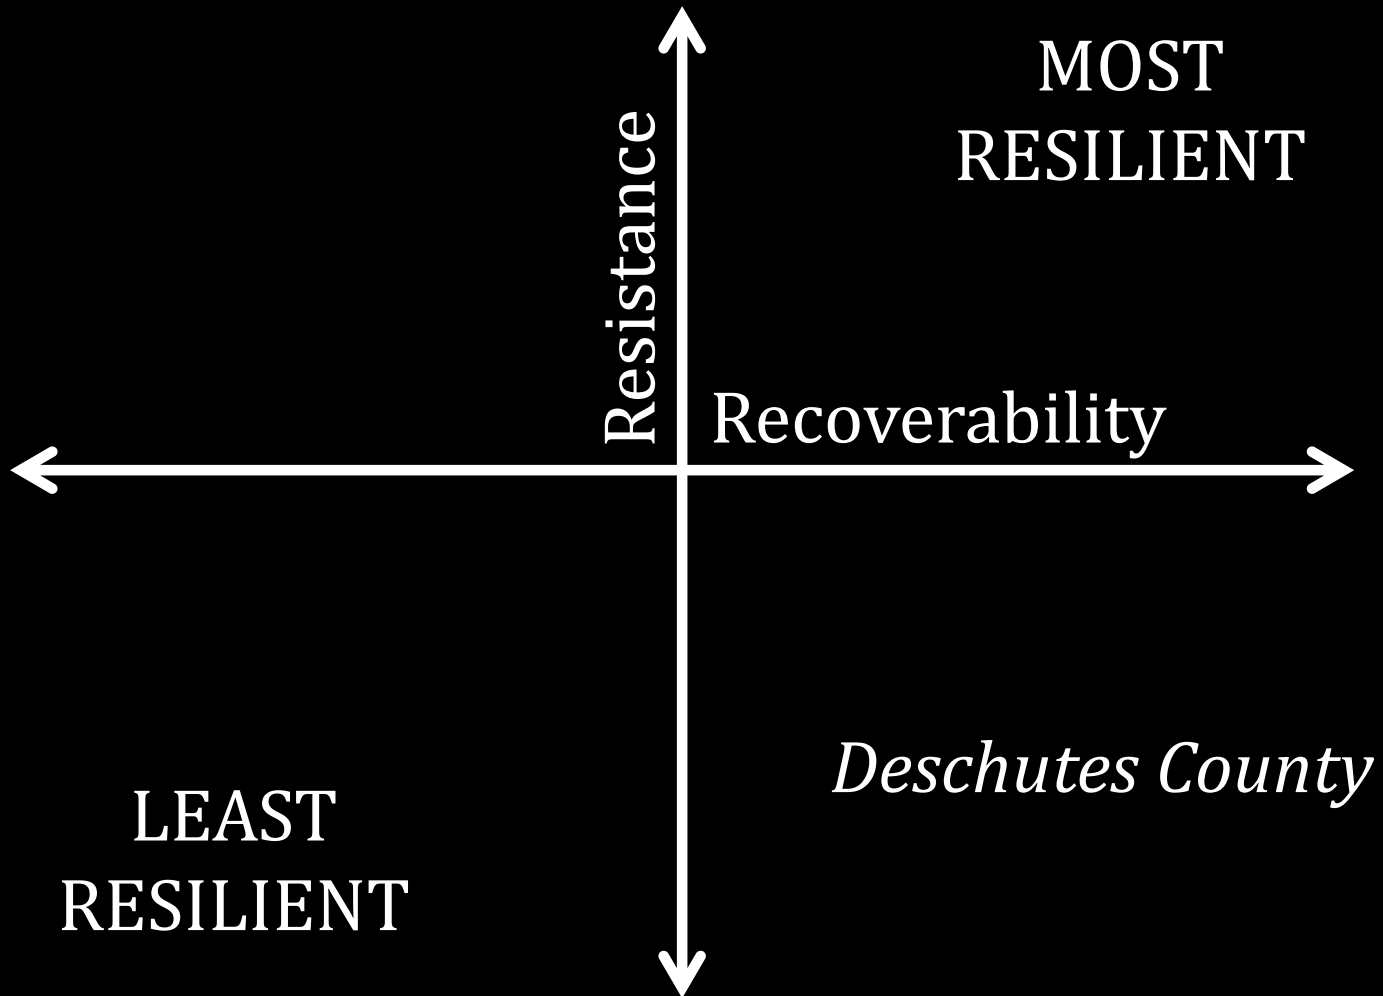 MOST
RESILIENT
Resistance
Recoverability
Deschutes County
LEAST
RESILIENT